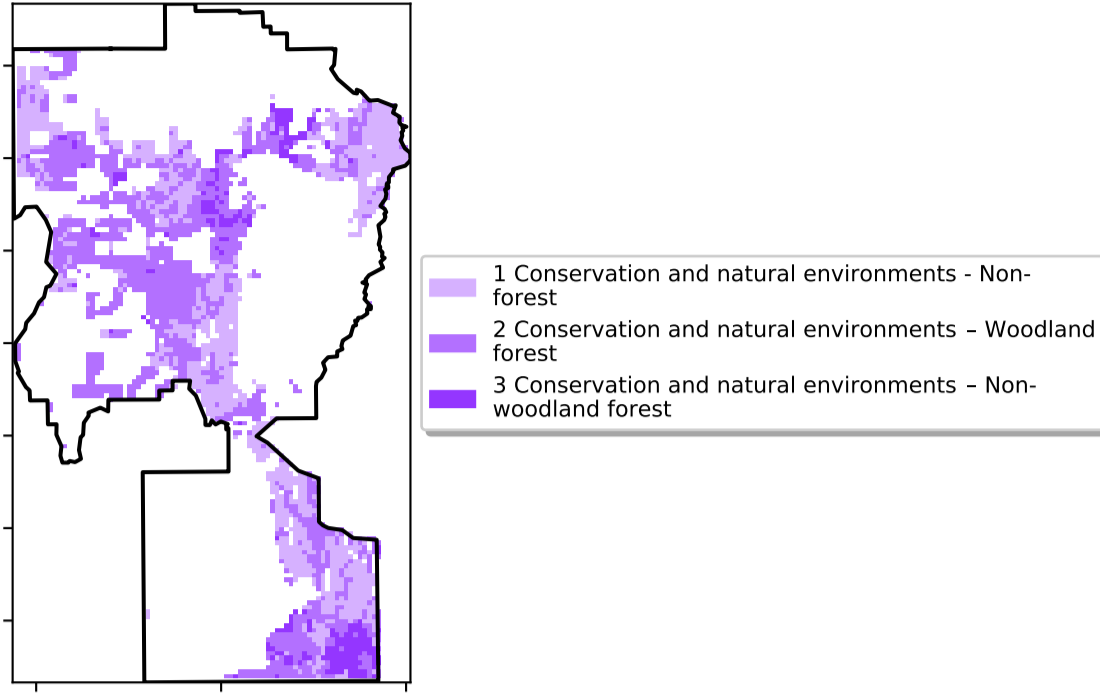 1 Conservation and natural environments - Non-
forest
2 Conservation and natural environments – Woodland
forest
3 Conservation and natural environments – Non-
woodland forest